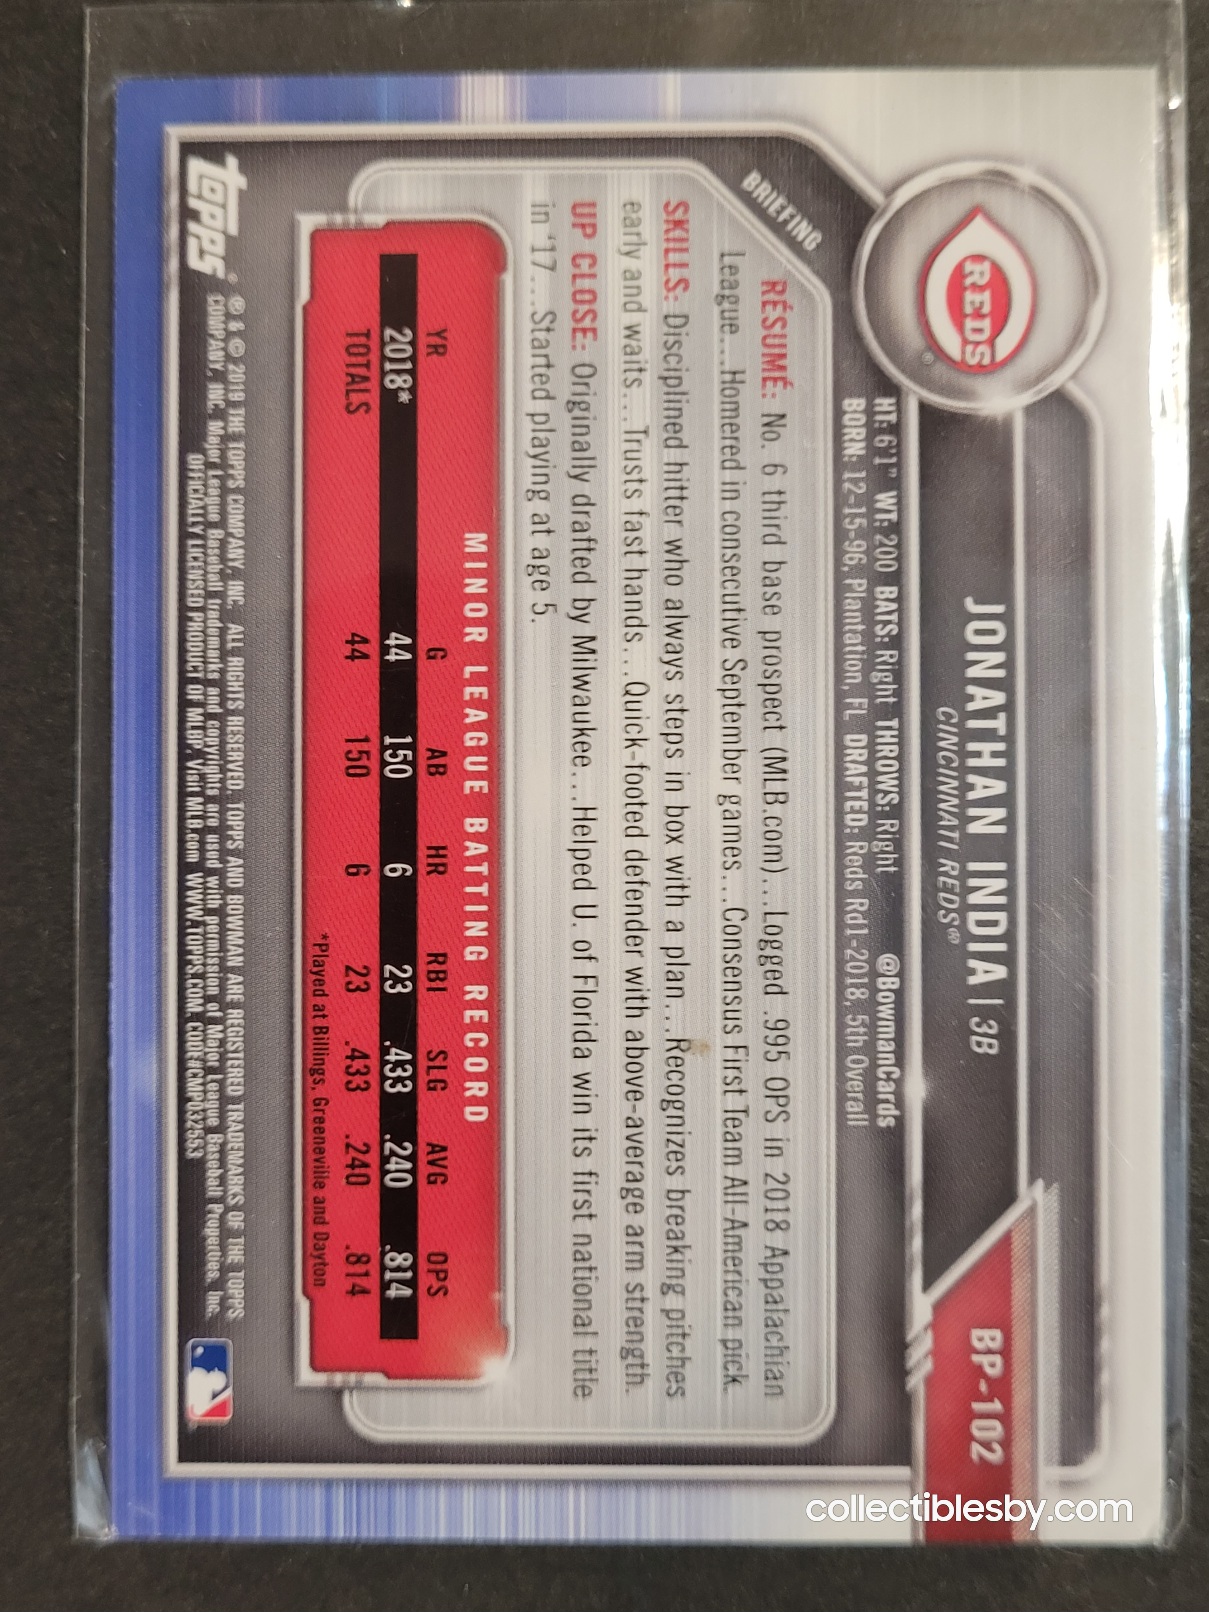 REDS
®
JONATHAN INDIA | 3B
CINCINNATI REDS®
BP-102
HT: 6'1" WT: 200 BATS: Right THROWS: Right @BowmanCards
BORN: 12-15-96, Plantation, FL DRAFTED: Reds Rd1-2018, 5th Overall
BRIEFING
RÉSUMÉ: No. 6 third base prospect (MLB.com)...Logged .995 OPS in 2018 Appalachian
League...Homered in consecutive September games...Consensus First Team All-American pick.
SKILLS: Disciplined hitter who always steps in box with a plan...Recognizes breaking pitches
early and waits...Trusts fast hands...Quick-footed defender with above-average arm strength.
UP CLOSE: Originally drafted by Milwaukee...Helped U. of Florida win its first national title
in '17...Started playing at age 5.
MINOR LEAGUE BATTING RECORD
YR G AB HR RBI SLG AVG OPS
2018* 44 150 6 23 .433 .240 .814
TOTALS 44 150 6 23 .433 .240 .814
*Played at Billings, Greeneville and Dayton
topps®
® & © 2019 THE TOPPS COMPANY, INC. ALL RIGHTS RESERVED. TOPPS AND BOWMAN ARE REGISTERED TRADEMARKS OF THE TOPPS
COMPANY, INC. Major League Baseball trademarks and copyrights are used with permission of Major League Baseball Properties, Inc.
OFFICIALLY LICENSED PRODUCT OF MLBP. Visit MLB.com WWW.TOPPS.COM. CODE#CMP032553
collectiblesby.com